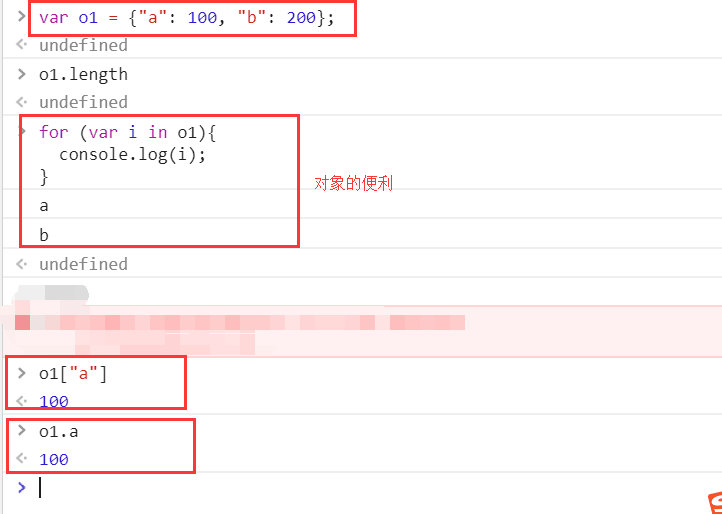 > var o1 = {"a": 100, "b": 200};
undefined
> o1.length
undefined
> for (var i in o1){
console.log(i);
}
对象的便利
a
b
undefined
> o1["a"]
100
> o1.a
100
>